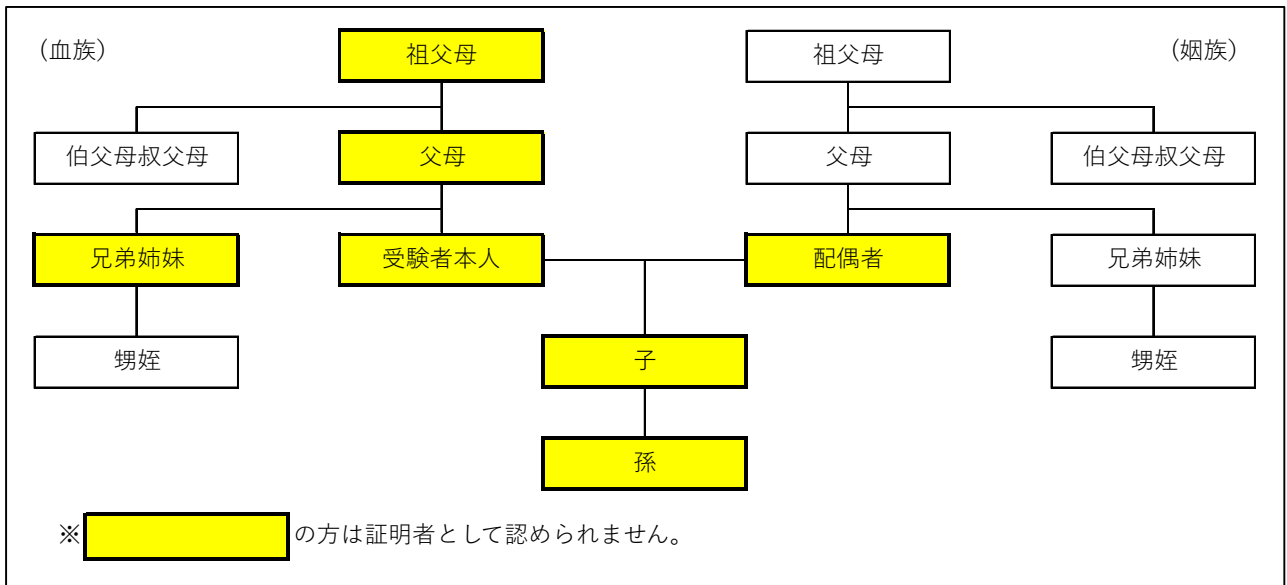 (血族)
祖父母
祖父母
(姻族)
伯父母叔父母
父母
父母
伯父母叔父母
兄弟姉妹
受験者本人
配偶者
兄弟姉妹
甥姪
子
甥姪
孫
※の方は証明者として認められません。